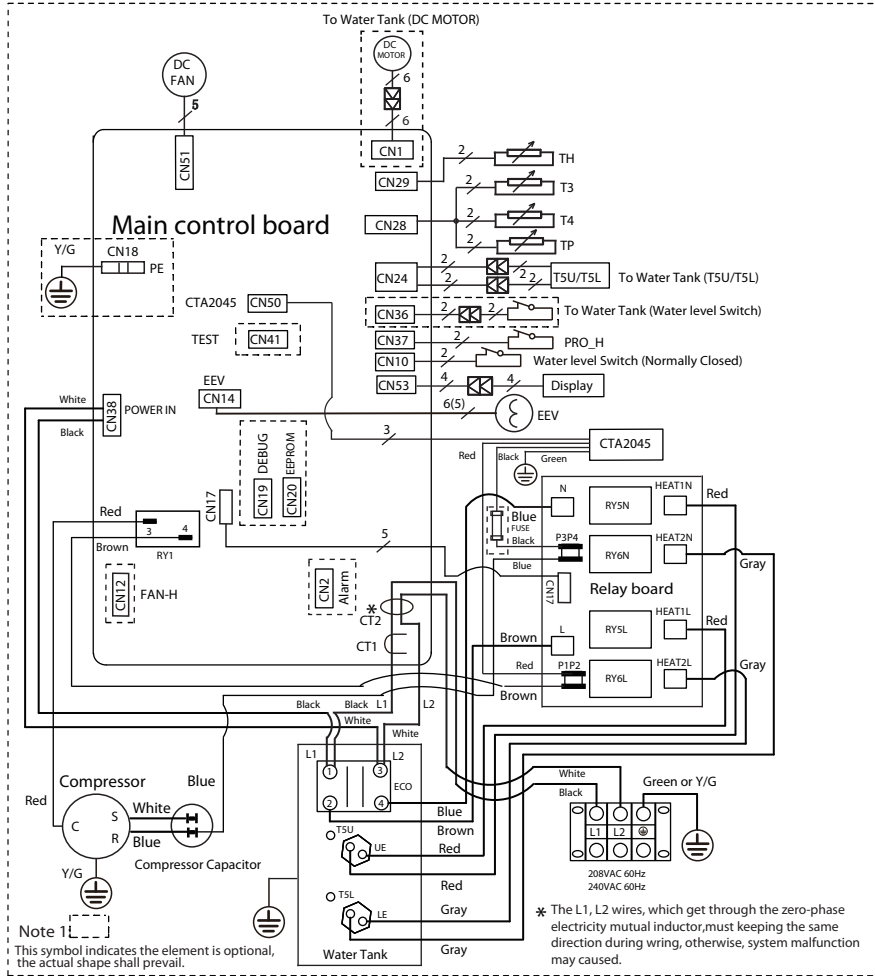 To Water Tank (DC MOTOR)
DC
MOTOR
DC
FAN
6
5
6
CN51
CN1
CN29
2
TH
2
T3
CN28
2
T4
2
TP
Main control board
Y/G
CN18
PE
CN24
2
2
2
2
T5U/T5L
To Water Tank (T5U/T5L)
CTA2045
CN50
CN36
2
2
To Water Tank (Water level Switch)
TEST
CN41
CN37
2
PRO_H
CN10
2
Water level Switch (Normally Closed)
EEV
CN14
CN53
4
4
Display
White
CN38
POWER IN
6(5)
EEV
Black
3
CTA2045
Red
Black
Green
CN17
CN19
DEBUG
CN20
EEPROM
N
RY5N
HEAT1N
Red
Red
3
4
Blue
FUSE
Black
P3P4
RY6N
HEAT2N
Brown
RY1
5
Blue
Gray
CN12
FAN-H
CN2
Alarm
CN17
Relay board
*
CT2
CT1
Brown
L
RY5L
HEAT1L
Red
Red
P1P2
RY6L
HEAT2L
Gray
Brown
Black
Black
L1
L2
White
White
L1
L2
1
3
ECO
2
4
White
Black
Green or Y/G
Compressor
Blue
Red
White
S
C
R
Blue
Compressor Capacitor
Y/G
Blue
Brown
T5U
UE
Red
Red
L1
L2
208VAC 60Hz
240VAC 60Hz
T5L
LE
Gray
Gray
Water Tank
Note 1:
This symbol indicates the element is optional,
the actual shape shall prevail.
* The L1, L2 wires, which get through the zero-phase
electricity mutual inductor,must keeping the same
direction during wring, otherwise, system malfunction
may caused.